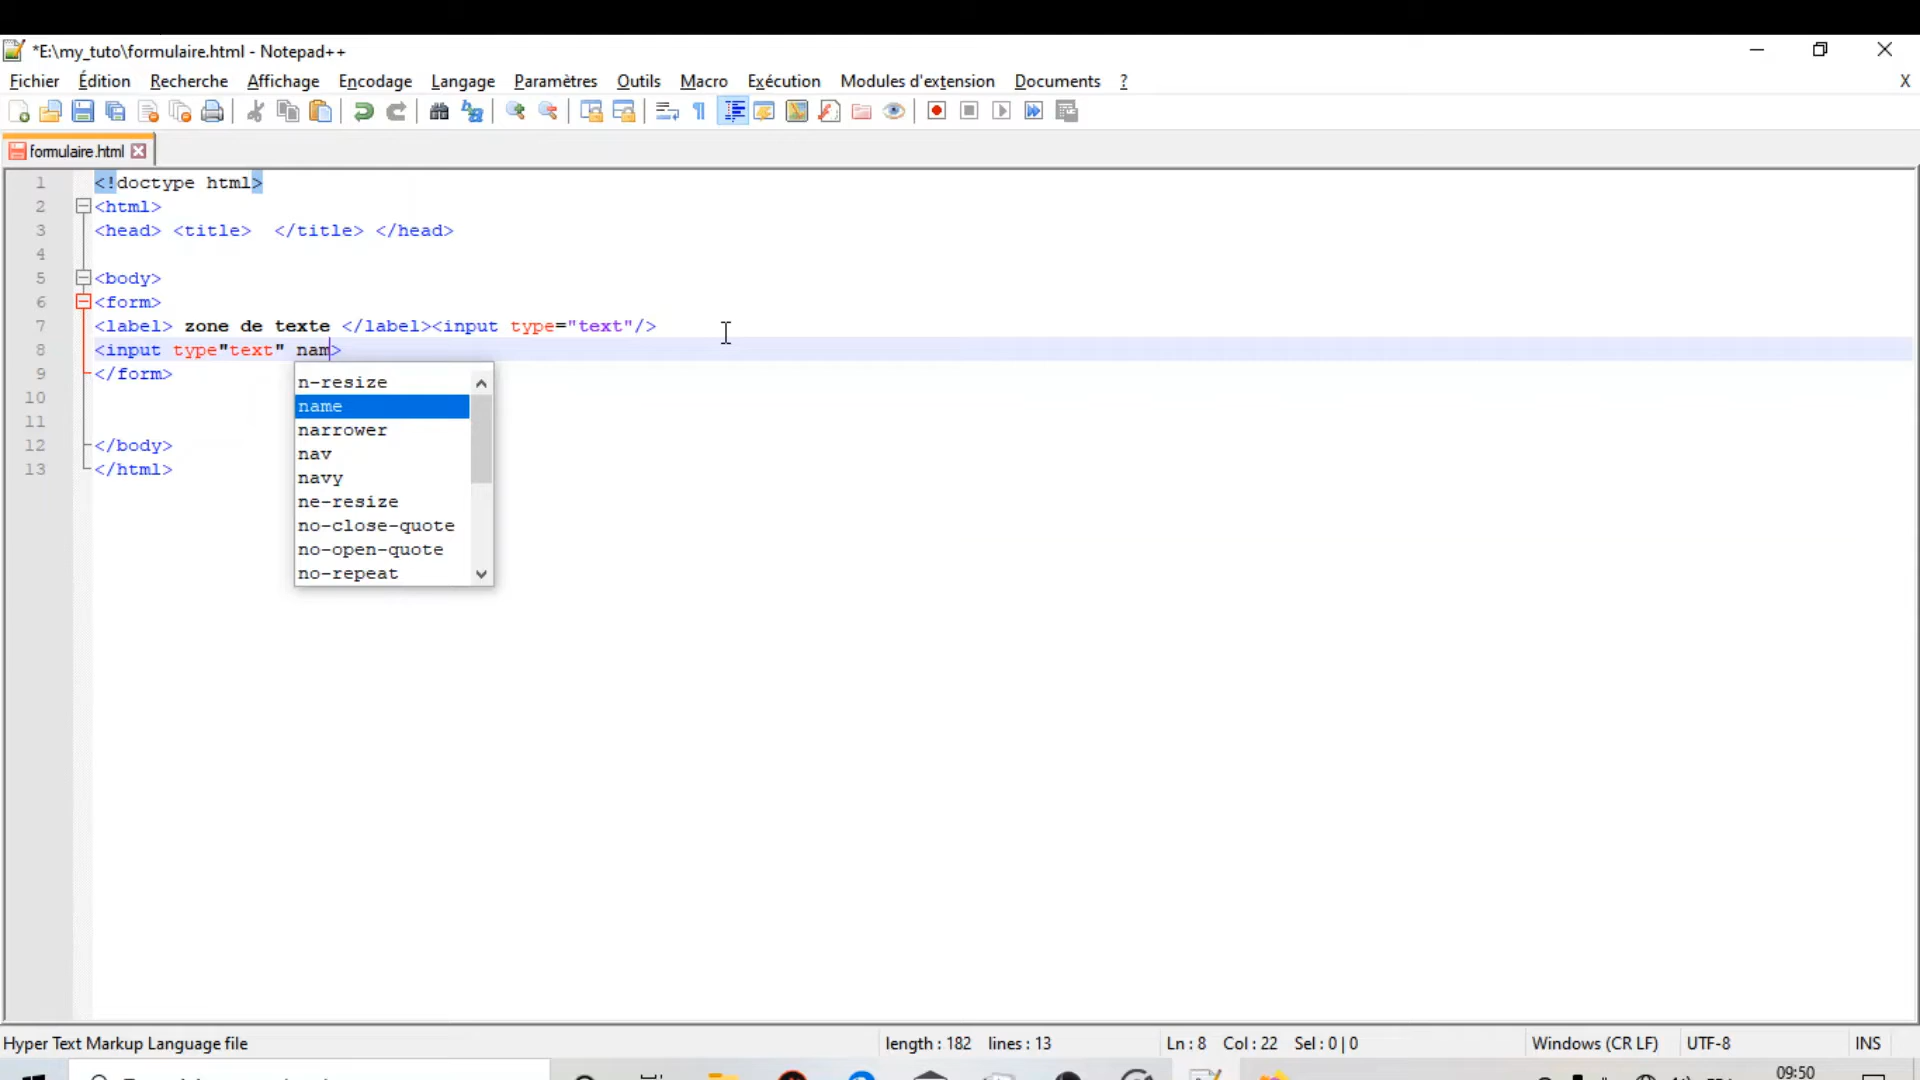 *E:\my_tuto\formulaire.html - Notepad++
Fichier Édition Recherche Affichage Encodage Langage Paramètres Outils Macro Exécution Modules d'extension Documents ? X
formulaire.html
1 <!doctype html>
2 <html>
3 <head> <title>  </title> </head>
4
5 <body>
6 <form>
7 <label> zone de texte </label><input type="text"/>
8 <input type"text" nam>
9 </form>
10
11
12 </body>
13 </html>
n-resize
name
narrower
nav
navy
ne-resize
no-close-quote
no-open-quote
no-repeat
Hyper Text Markup Language file length : 182 lines : 13 Ln : 8 Col : 22 Sel : 0 | 0 Windows (CR LF) UTF-8 INS
09:50